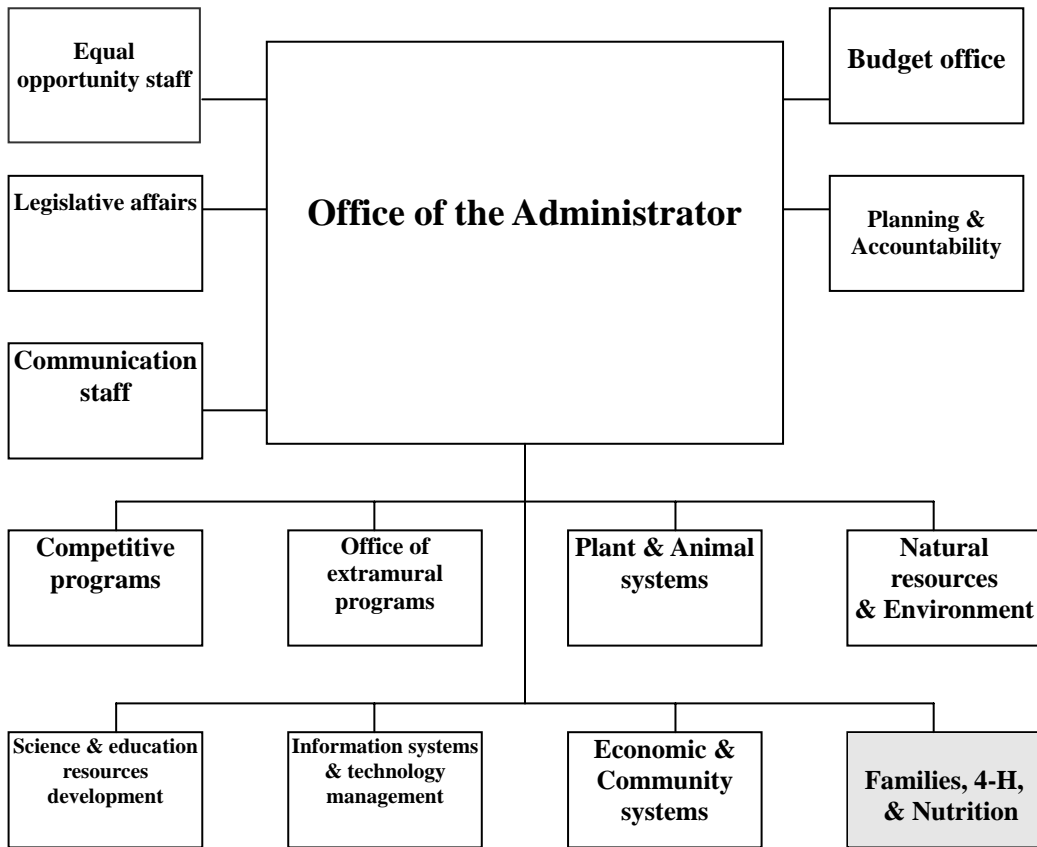 Equal
opportunity staff
Legislative affairs
Communication
staff
Office of the Administrator
Budget office
Planning &
Accountability
Competitive
programs
Office of
extramural
programs
Plant & Animal
systems
Natural
resources
& Environment
Science & education
resources
development
Information systems
& technology
management
Economic &
Community
systems
Families, 4-H,
& Nutrition